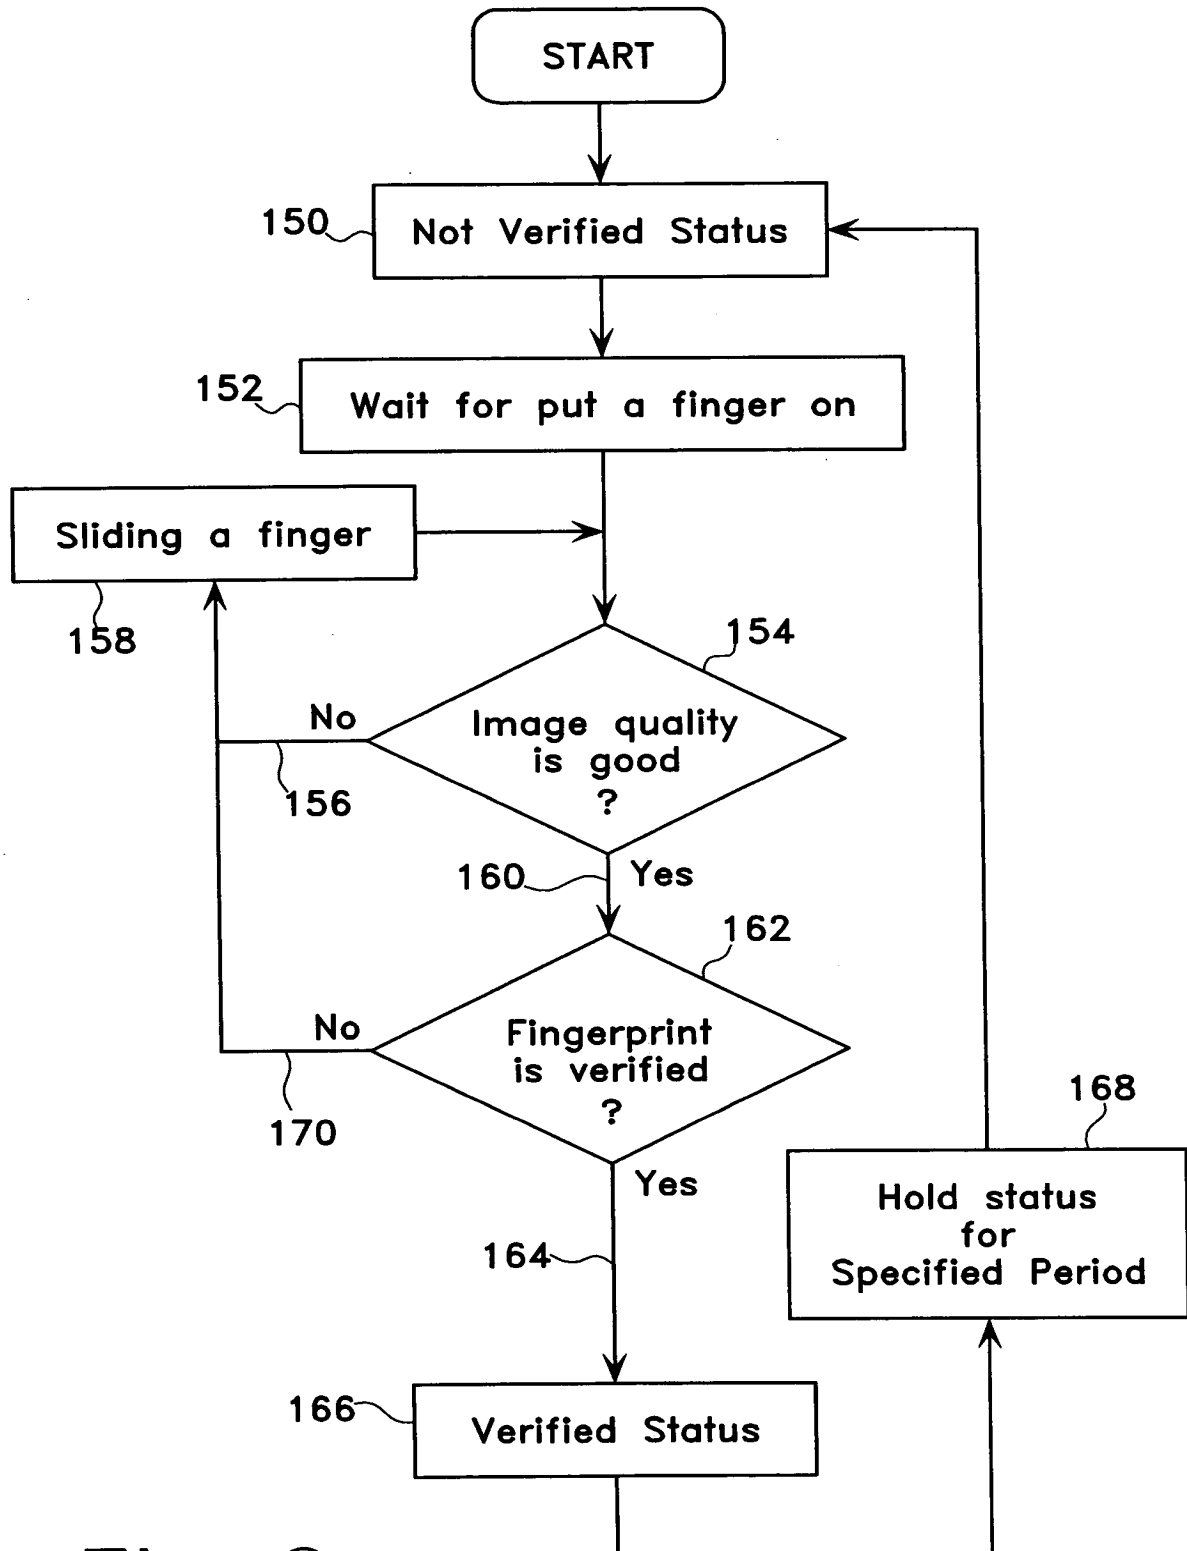 START
150
Not Verified Status
152
Wait for put a finger on
Sliding a finger
158
154
No
Image quality
is good
?
156
160
Yes
162
No
Fingerprint
is verified
?
170
168
Yes
Hold status
for
Specified Period
164
166
Verified Status